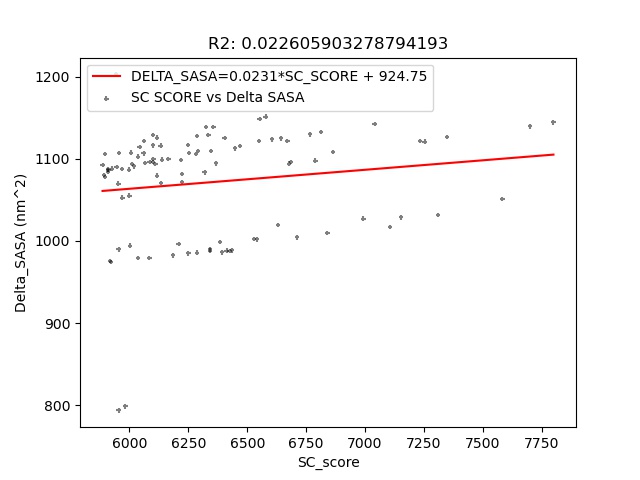 R2: 0.022605903278794193
DELTA_SASA=0.0231*SC_SCORE + 924.75
SC SCORE vs Delta SASA
Delta_SASA (nm^2)
1200
1100
1000
900
800
6000 6250 6500 6750 7000 7250 7500 7750
SC_score